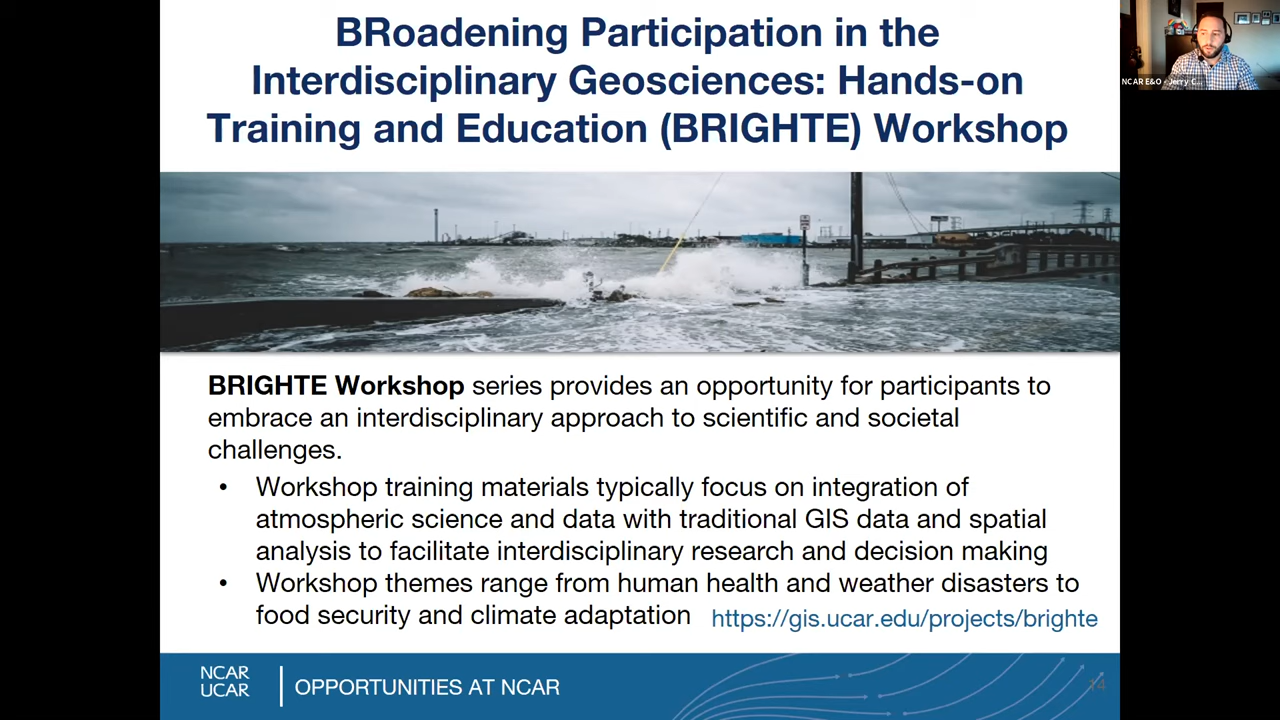 BRoadening Participation in the
Interdisciplinary Geosciences: Hands-on
Training and Education (BRIGHTE) Workshop
NCAR E&O - Jerry C...
BRIGHTE Workshop series provides an opportunity for participants to
embrace an interdisciplinary approach to scientific and societal
challenges.
• Workshop training materials typically focus on integration of
atmospheric science and data with traditional GIS data and spatial
analysis to facilitate interdisciplinary research and decision making
• Workshop themes range from human health and weather disasters to
food security and climate adaptation https://gis.ucar.edu/projects/brighte
NCAR
UCAR
OPPORTUNITIES AT NCAR
14